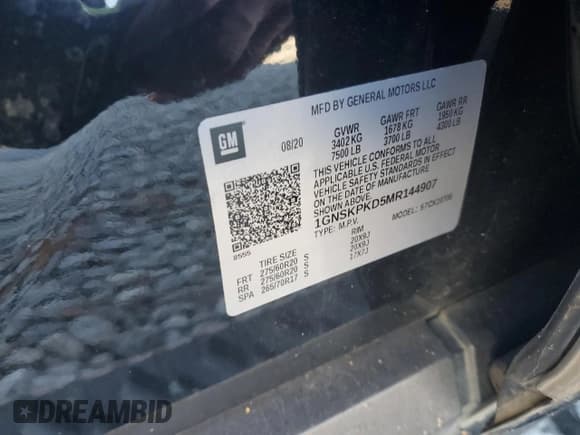 MFD BY GENERAL MOTORS LLC
GM
08/20
GVWR GAWR FRT GAWR RR
3402 KG 1678 KG 1950 KG
7500 LB 3700 LB 4300 LB
THIS VEHICLE CONFORMS TO ALL
APPLICABLE U.S. FEDERAL MOTOR
VEHICLE SAFETY STANDARDS IN EFFECT
ON THE DATE OF MANUFACTURE
SHOWN ABOVE.
1GNSKPKD5MR144907
TYPE: M.P.V. MODEL:
8555
TIRE SIZE RIM
FRT 275/60R20 S 20X9J
RR 275/60R20 S 20X9J
SPA 265/70R17 S 17X7J
DREAMBID